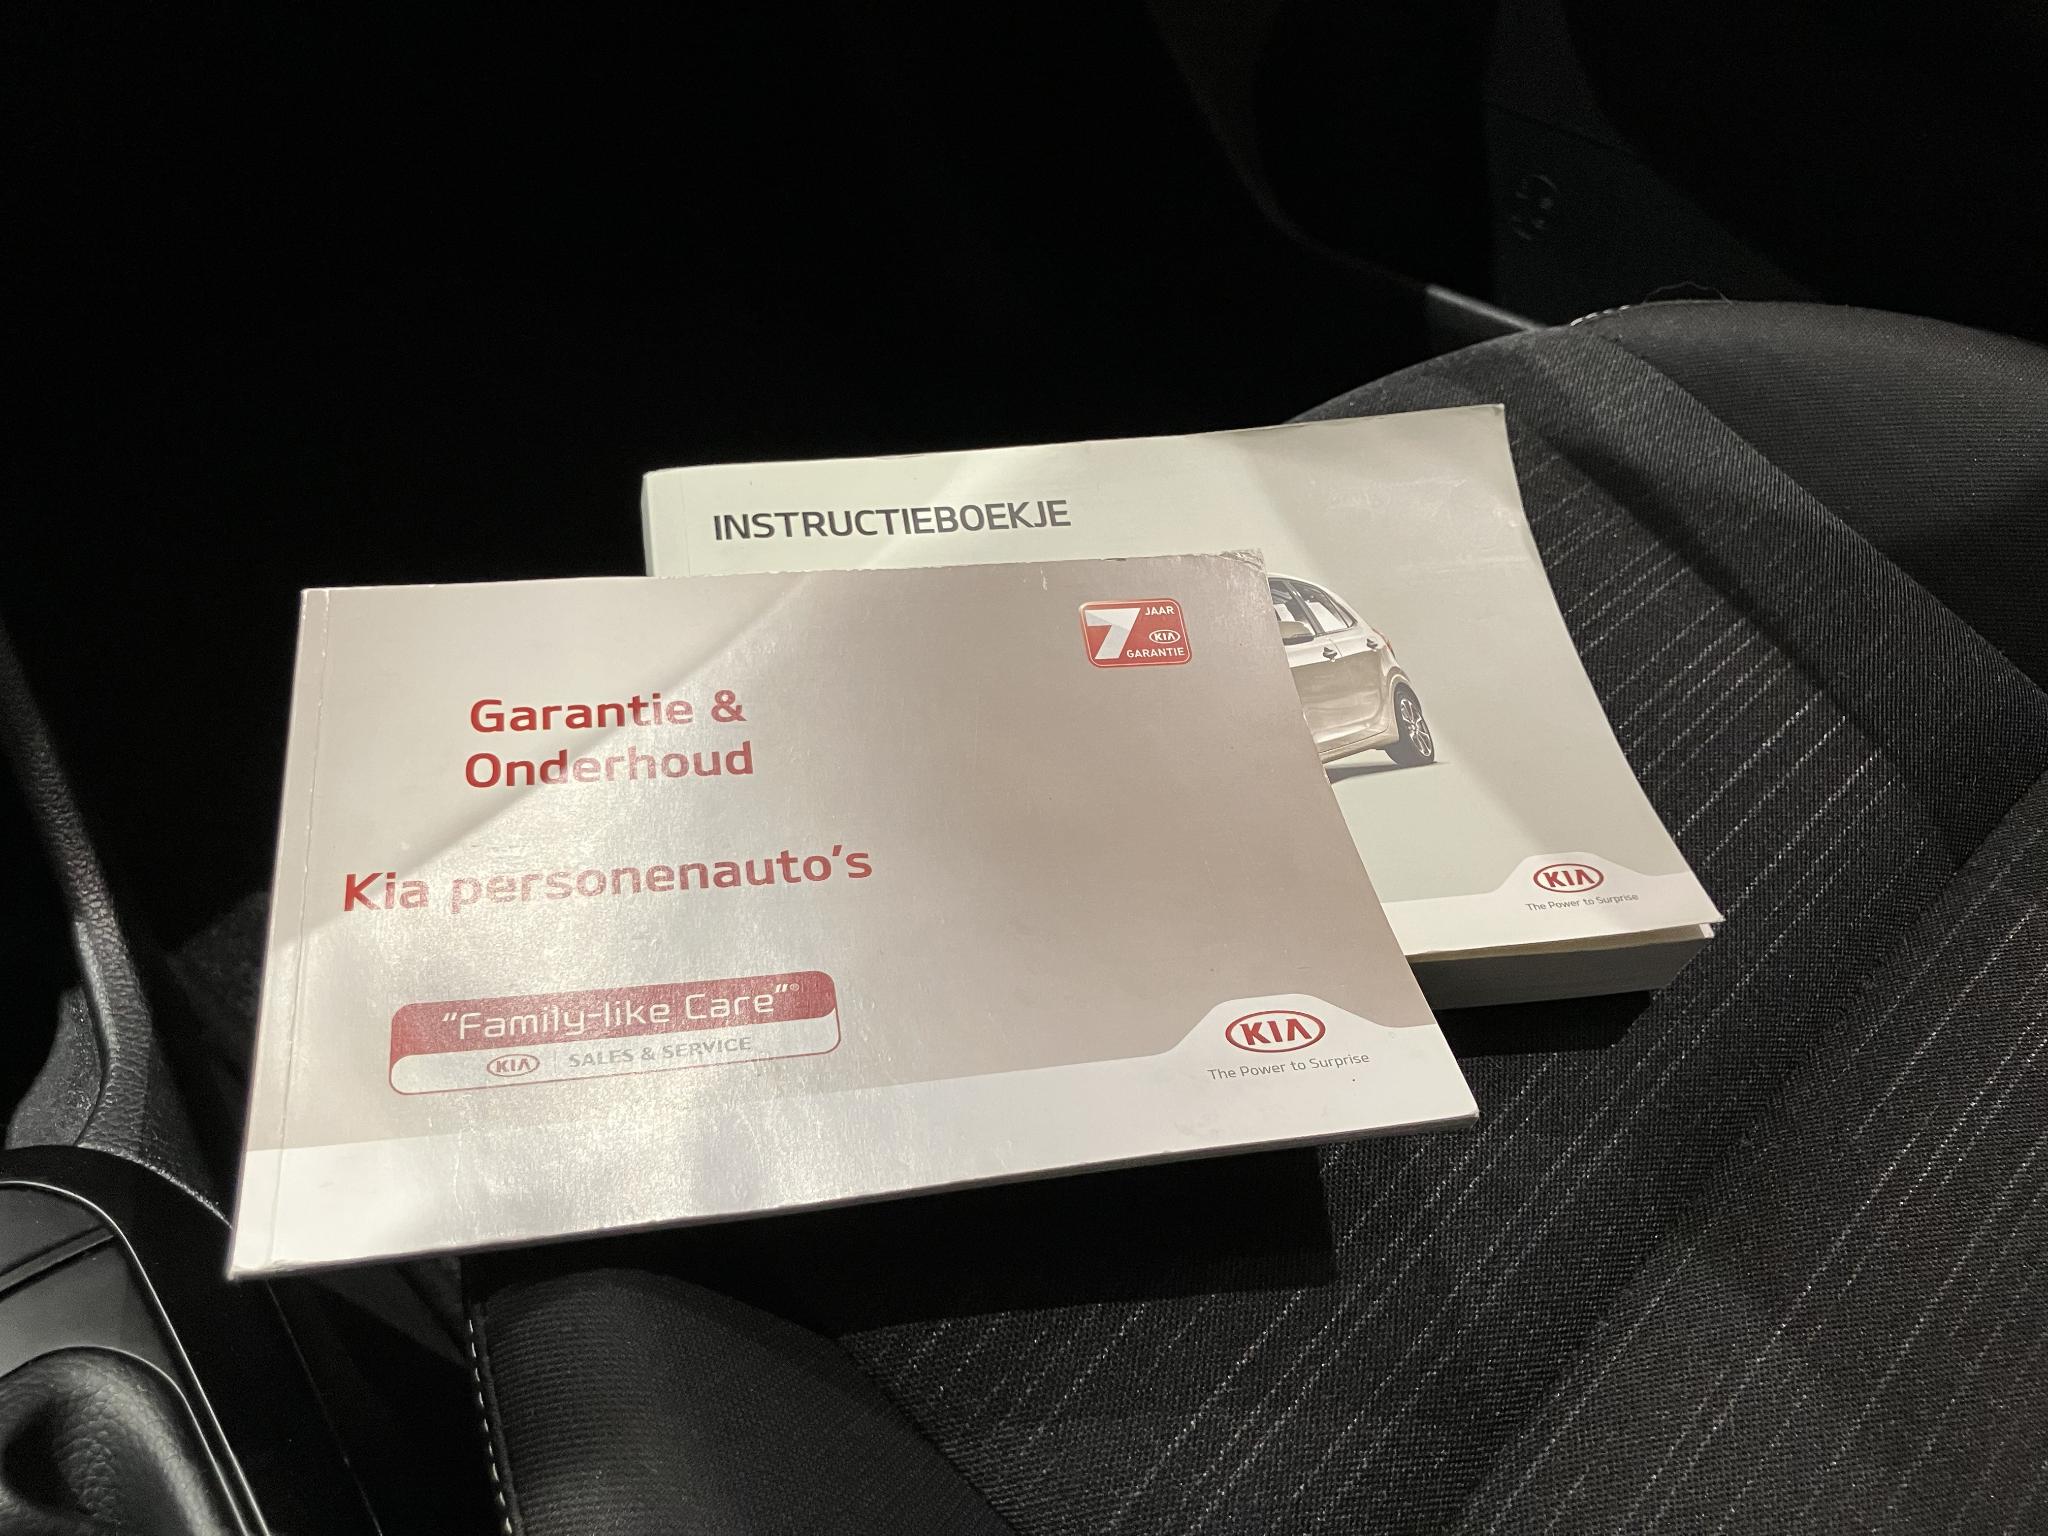 INSTRUCTIEBOEKJE
7 JAAR
KIA
GARANTIE
Garantie &
Onderhoud
Kia personenauto's
"Family-like Care"®
KIA | SALES & SERVICE
KIA
The Power to Surprise
KIA
The Power to Surprise